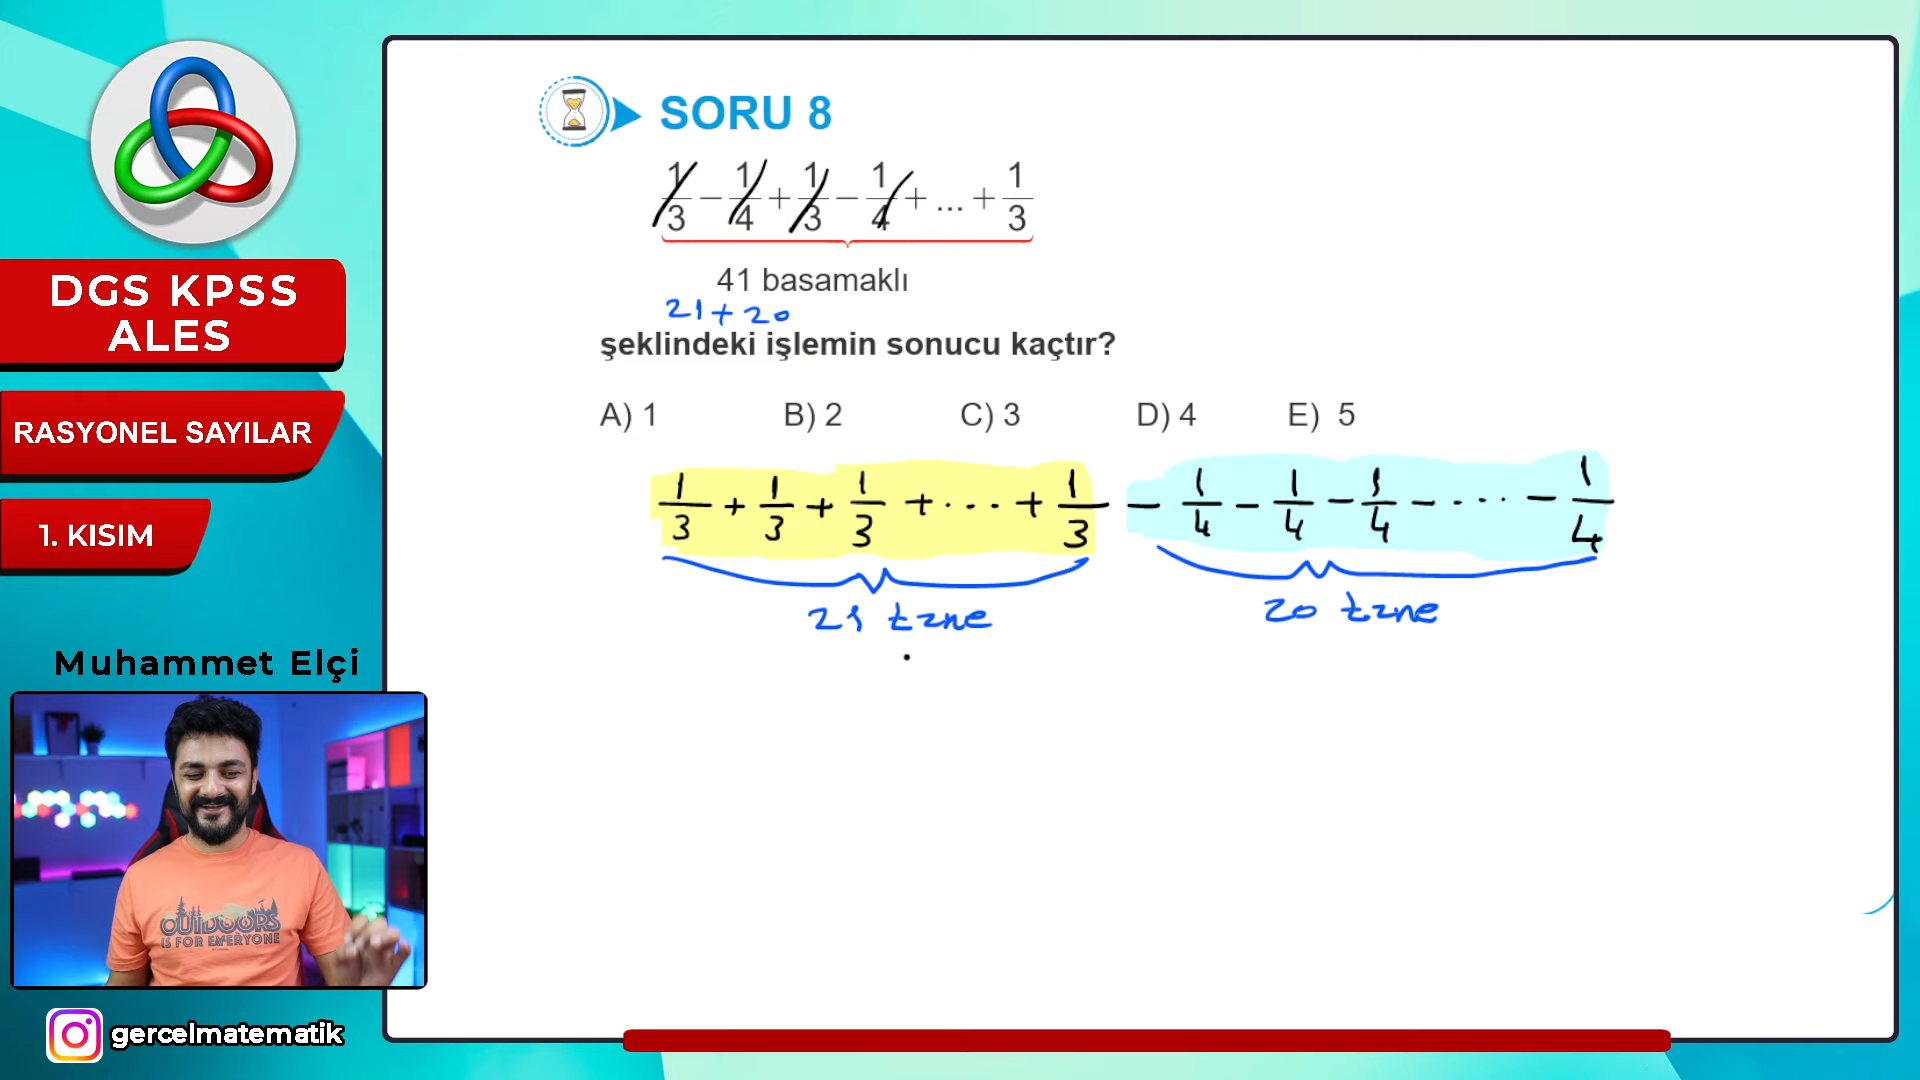 SORU 8
1/3 − 1/4 + 1/3 − 1/4 + ... + 1/3
41 basamaklı
21 + 20
şeklindeki işlemin sonucu kaçtır?
A) 1 B) 2 C) 3 D) 4 E) 5
1/3 + 1/3 + 1/3 + ... + 1/3 − 1/4 − 1/4 − 1/4 − ... − 1/4
21 tane 20 tane
DGS KPSS
ALES
RASYONEL SAYILAR
1. KISIM
Muhammet Elçi
OUTDOORS
IS FOR EVERYONE
gercelmatematik